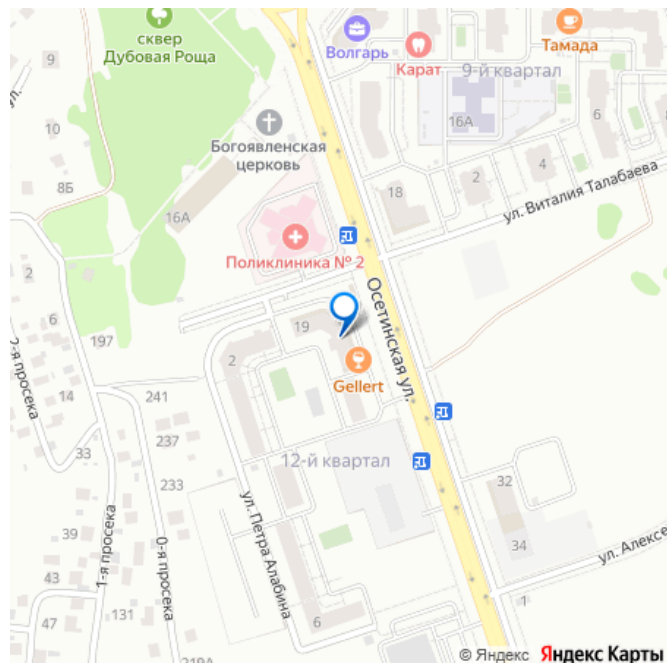 сквер
Дубовая Роща
Волгарь
Карат
Тамада
9
9-й квартал
16А
6
10
Богоявленская
церковь
8Б
2
4
18
16А
ул. Виталия Талабаева
Поликлиника № 2
2
Осетинская ул.
6
19
197
2
2-я просека
Gellert
14
241
237
33
12-й квартал
233
32
ул. Петра Алабина
39
1-я просека
0-я просека
34
ул. Алексе
43
131
47
6
1
219А
© Яндекс Яндекс Карты